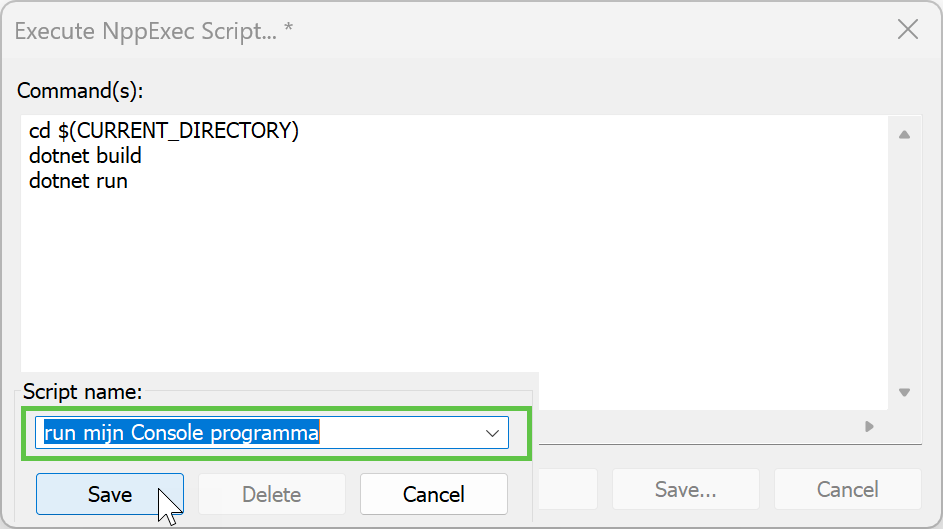 Execute NppExec Script... *
Command(s):
cd $(CURRENT_DIRECTORY)
dotnet build
dotnet run
Script name:
run mijn Console programma
Save Delete Cancel Save... Cancel